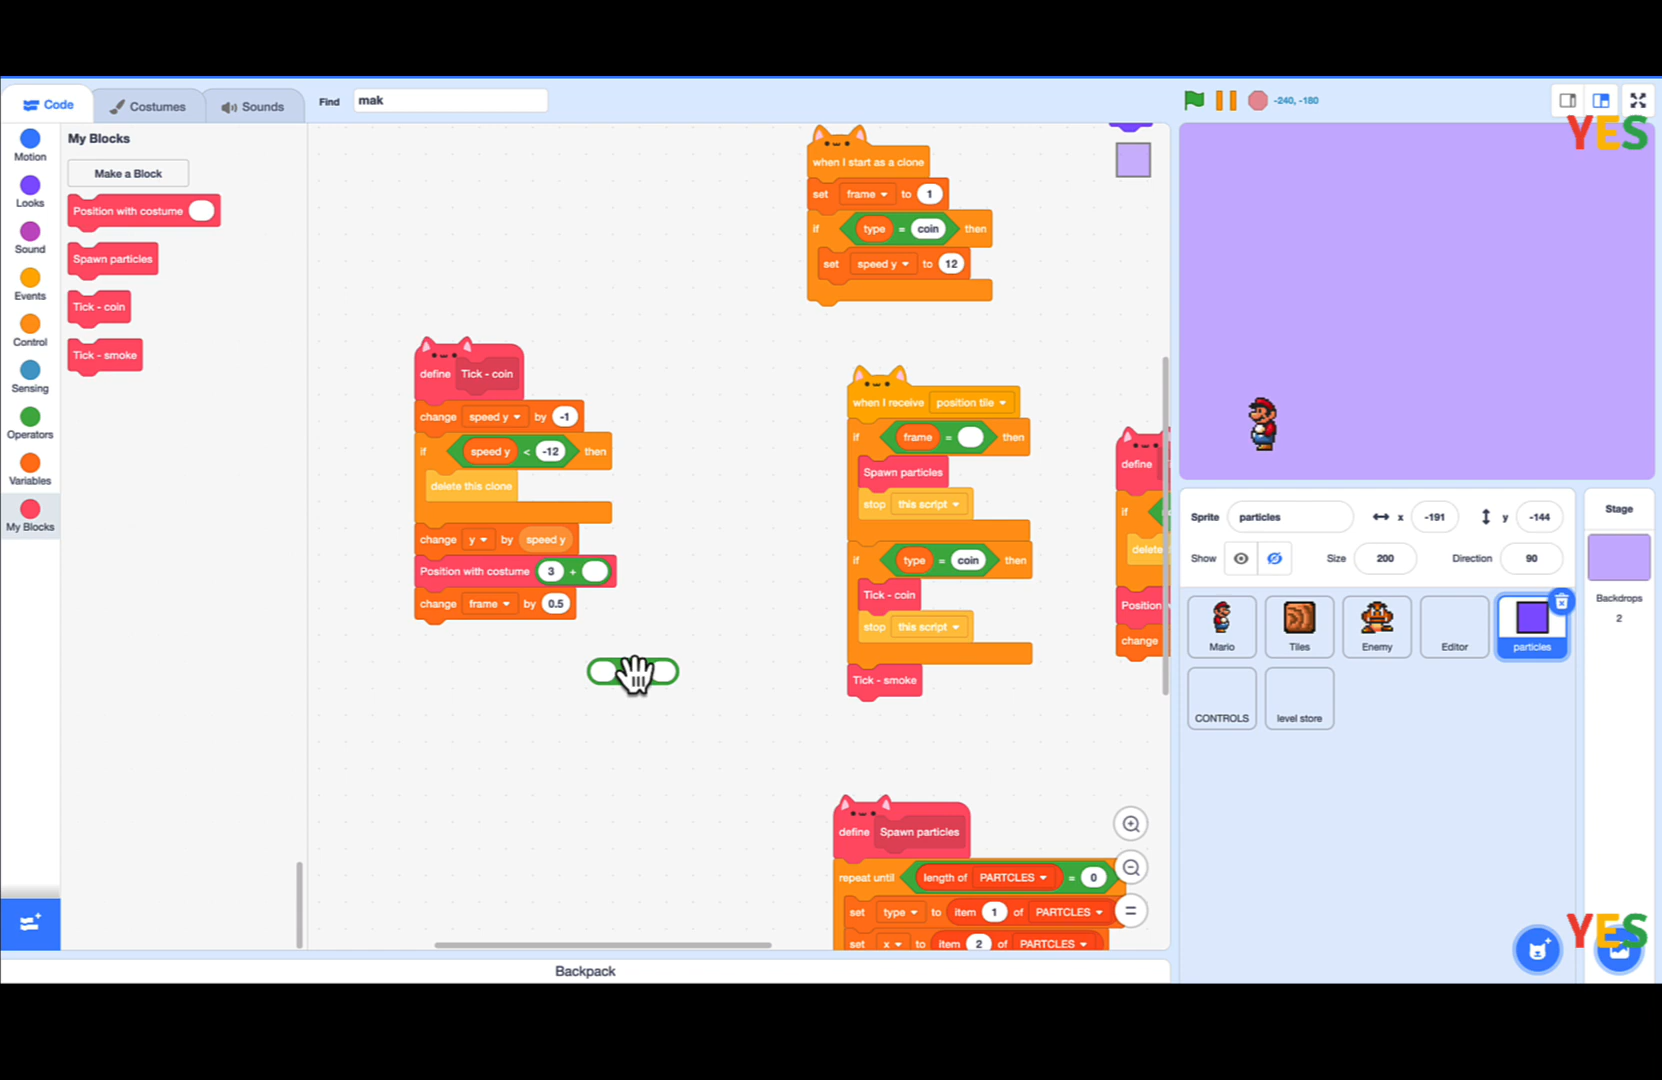 Code
Costumes
Sounds
Find
mak
-240, -180
YES
Motion
Looks
Sound
Events
Control
Sensing
Operators
Variables
My Blocks
My Blocks
Make a Block
Position with costume
Spawn particles
Tick - coin
Tick - smoke
define Tick - coin
change speed y by -1
if speed y < -12 then
delete this clone
change y by speed y
Position with costume 3 +
change frame by 0.5
when I start as a clone
set frame to 1
if type = coin then
set speed y to 12
when I receive position tile
if frame = then
Spawn particles
stop this script
if type = coin then
Tick - coin
stop this script
Tick - smoke
define Spawn particles
repeat until length of PARTCLES = 0
set type to item 1 of PARTCLES
set x to item 2 of PARTCLES
define
if
delete
Position
change
Backpack
Sprite particles x -191 y -144
Show Size 200 Direction 90
Mario
Tiles
Enemy
Editor
particles
CONTROLS
level store
Stage
Backdrops
2
YES